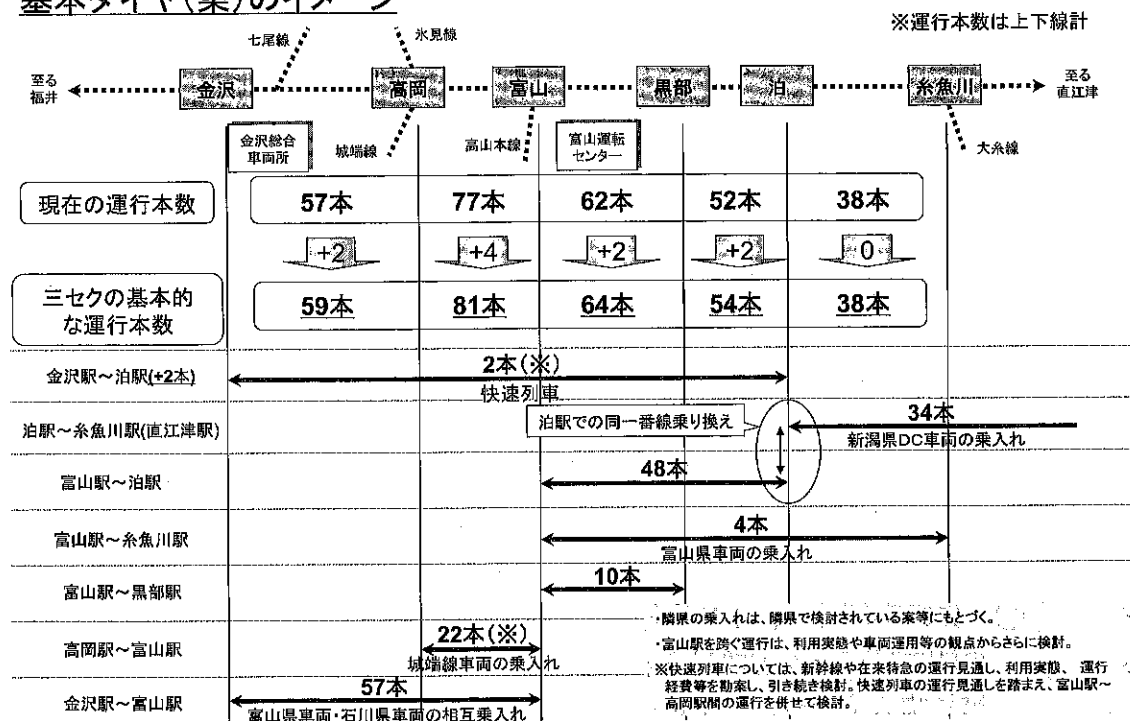 基本ダイヤ(案)のイメージ
※運行本数は上下線計
七尾線
氷見線
至る
福井
金沢
高岡
富山
黒部
泊
糸魚川
至る
直江津
金沢総合
車両所
城端線
高山本線
富山運転
センター
大糸線
現在の運行本数
57本
77本
62本
52本
38本
+2
+4
+2
+2
0
三セクの基本的
な運行本数
59本
81本
64本
54本
38本
金沢駅~泊駅(+2本)
2本(※)
快速列車
泊駅での同一番線乗り換え
泊駅~糸魚川駅(直江津駅)
34本
新潟県DC車両の乗入れ
富山駅~泊駅
48本
富山駅~糸魚川駅
4本
富山県車両の乗入れ
富山駅~黒部駅
10本
高岡駅~富山駅
22本(※)
城端線車両の乗入れ
金沢駅~富山駅
57本
富山県車両・石川県車両の相互乗入れ
・隣県の乗入れは、隣県で検討されている案等にもとづく。
・富山駅を跨ぐ運行は、利用実態や車両運用等の観点からさらに検討。
※快速列車については、新幹線や在来特急の運行見通し、利用実態、運行
経費等を勘案し、引き続き検討。快速列車の運行見通しを踏まえ、富山駅~
高岡駅間の運行を併せて検討。